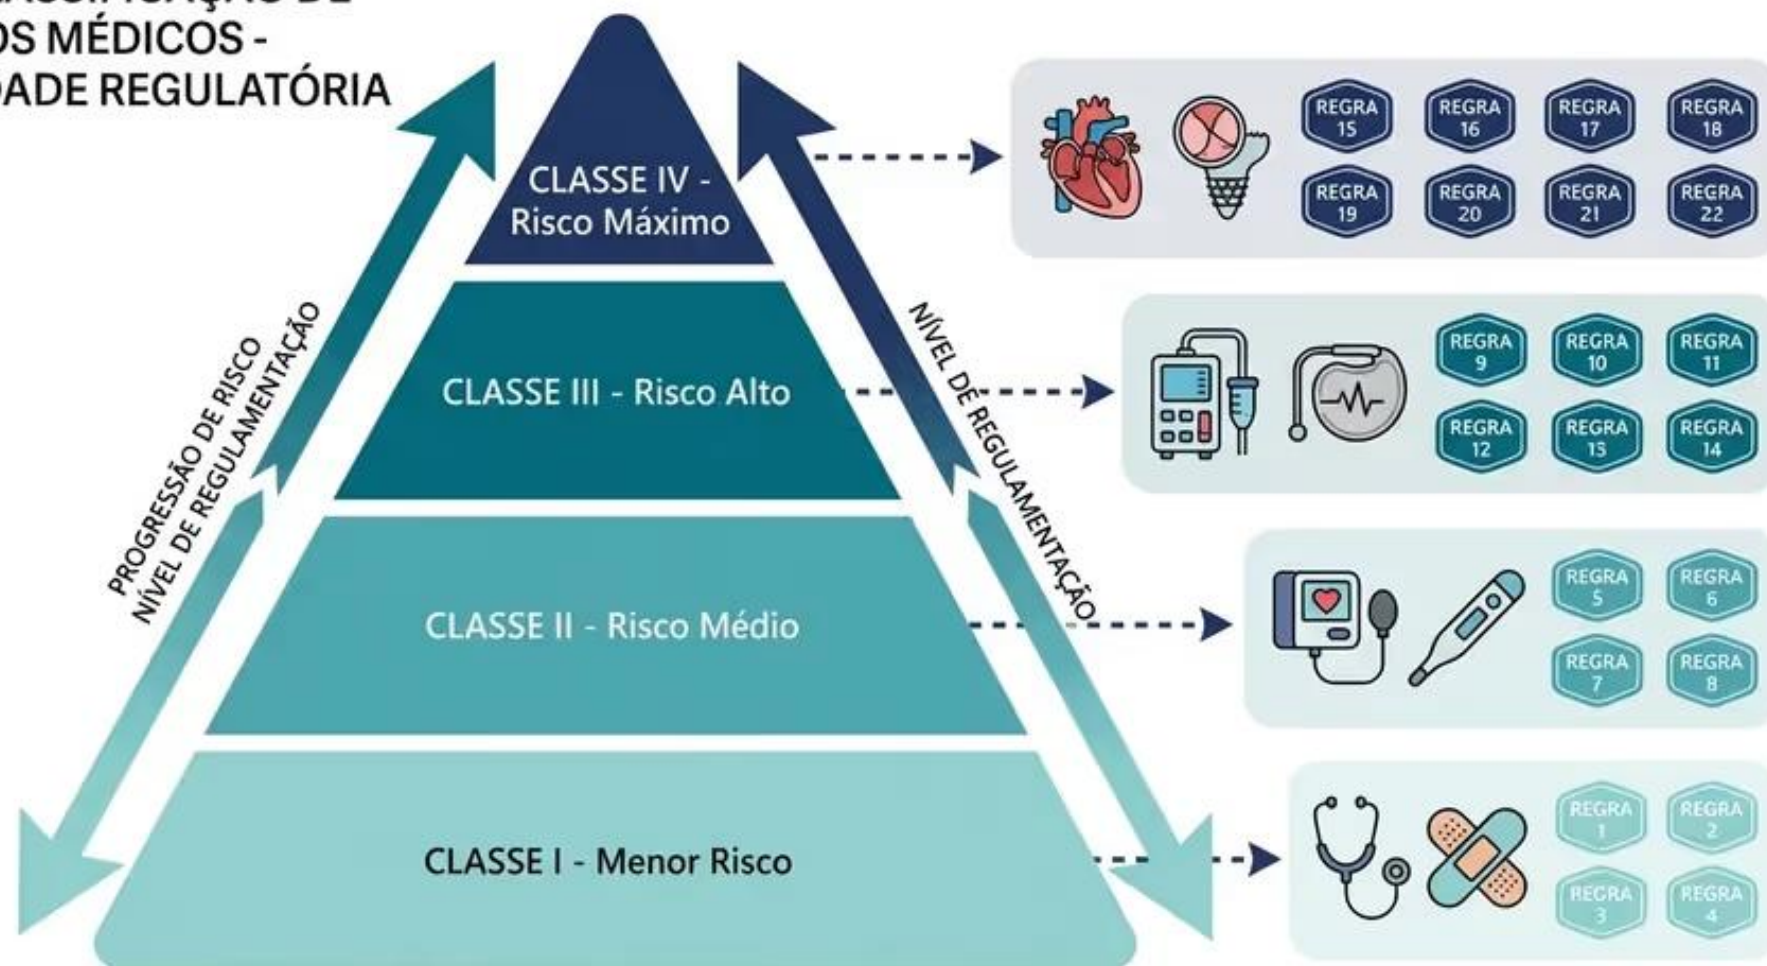 OS MÉDICOS -
DADE REGULATÓRIA
CLASSE IV -
Risco Máximo
REGRA
15
REGRA
16
REGRA
17
REGRA
18
REGRA
19
REGRA
20
REGRA
21
REGRA
22
PROGRESSÃO DE RISCO
NÍVEL DE REGULAMENTAÇÃO
NÍVEL DE REGULAMENTAÇÃO
CLASSE III - Risco Alto
REGRA
9
REGRA
10
REGRA
11
REGRA
12
REGRA
13
REGRA
14
CLASSE II - Risco Médio
REGRA
5
REGRA
6
REGRA
7
REGRA
8
CLASSE I - Menor Risco
REGRA
1
REGRA
2
REGRA
3
REGRA
4